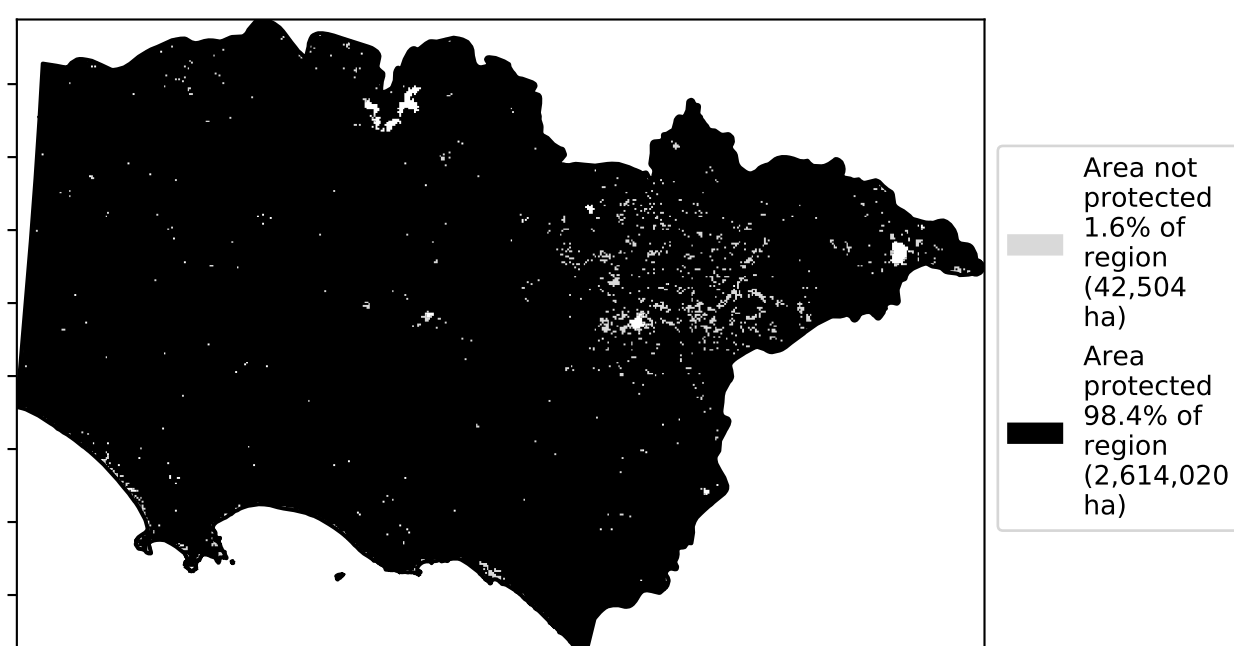 Area not
protected
1.6% of
region
(42,504
ha)
Area
protected
98.4% of
region
(2,614,020
ha)